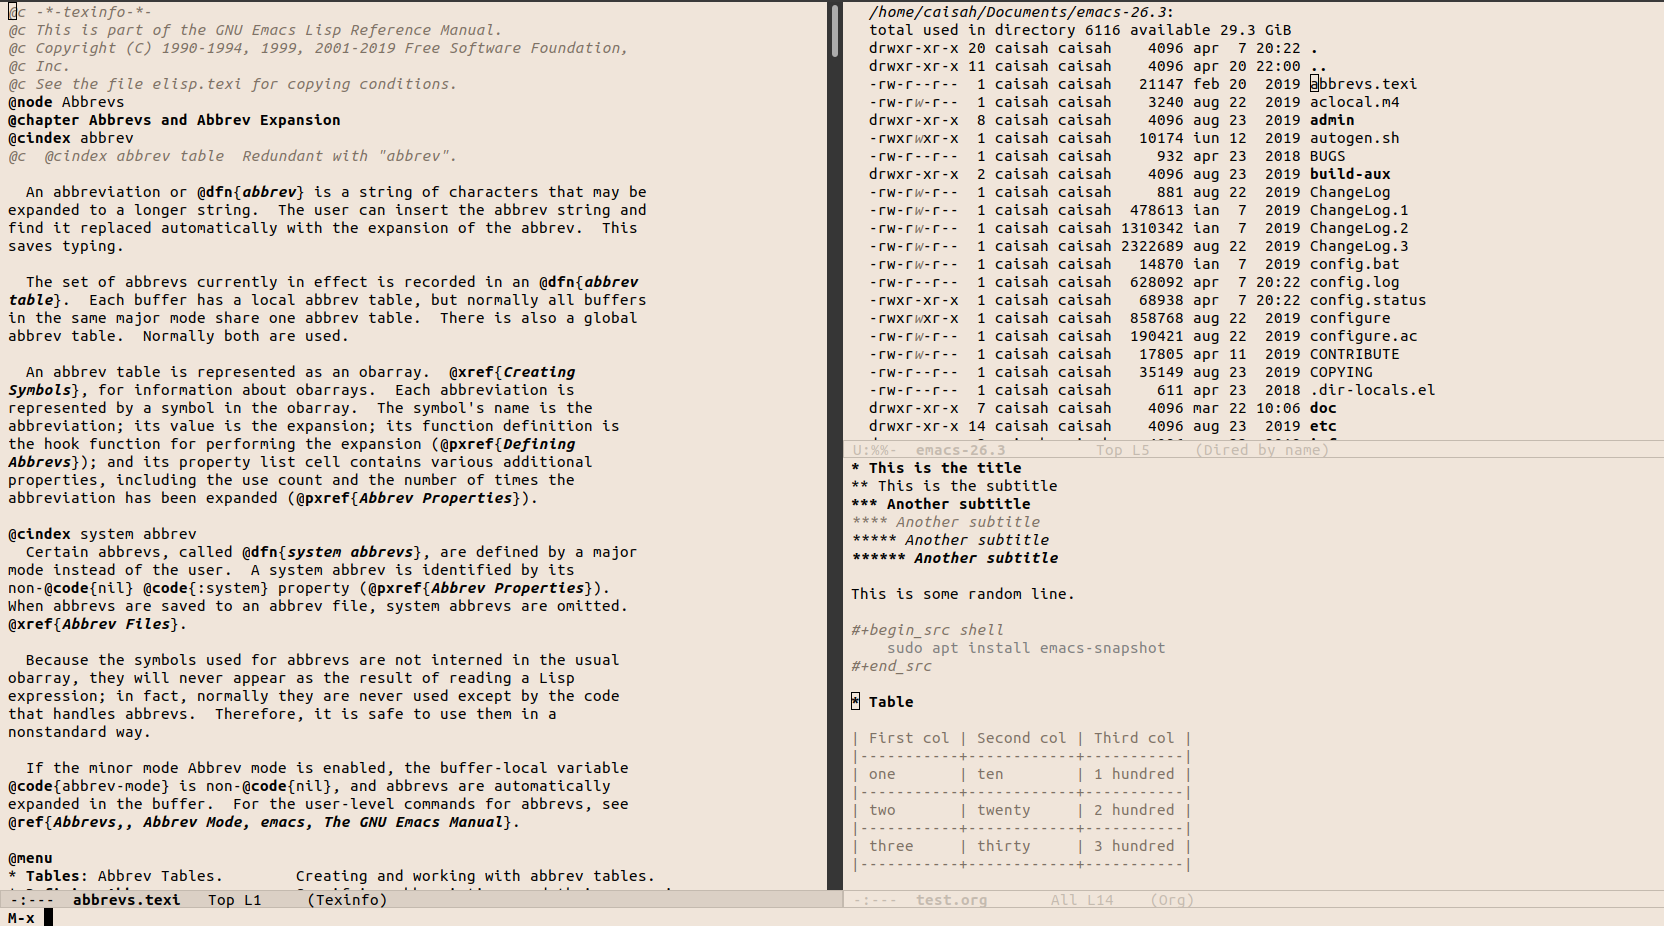 @c -*-texinfo-*-
@c This is part of the GNU Emacs Lisp Reference Manual.
@c Copyright (C) 1990-1994, 1999, 2001-2019 Free Software Foundation,
@c Inc.
@c See the file elisp.texi for copying conditions.
@node Abbrevs
@chapter Abbrevs and Abbrev Expansion
@cindex abbrev
@c  @cindex abbrev table  Redundant with "abbrev".

  An abbreviation or @dfn{abbrev} is a string of characters that may be
expanded to a longer string.  The user can insert the abbrev string and
find it replaced automatically with the expansion of the abbrev.  This
saves typing.

  The set of abbrevs currently in effect is recorded in an @dfn{abbrev
table}.  Each buffer has a local abbrev table, but normally all buffers
in the same major mode share one abbrev table.  There is also a global
abbrev table.  Normally both are used.

  An abbrev table is represented as an obarray.  @xref{Creating
Symbols}, for information about obarrays.  Each abbreviation is
represented by a symbol in the obarray.  The symbol's name is the
abbreviation; its value is the expansion; its function definition is
the hook function for performing the expansion (@pxref{Defining
Abbrevs}); and its property list cell contains various additional
properties, including the use count and the number of times the
abbreviation has been expanded (@pxref{Abbrev Properties}).

@cindex system abbrev
  Certain abbrevs, called @dfn{system abbrevs}, are defined by a major
mode instead of the user.  A system abbrev is identified by its
non-@code{nil} @code{:system} property (@pxref{Abbrev Properties}).
When abbrevs are saved to an abbrev file, system abbrevs are omitted.
@xref{Abbrev Files}.

  Because the symbols used for abbrevs are not interned in the usual
obarray, they will never appear as the result of reading a Lisp
expression; in fact, normally they are never used except by the code
that handles abbrevs.  Therefore, it is safe to use them in a
nonstandard way.

  If the minor mode Abbrev mode is enabled, the buffer-local variable
@code{abbrev-mode} is non-@code{nil}, and abbrevs are automatically
expanded in the buffer.  For the user-level commands for abbrevs, see
@ref{Abbrevs,, Abbrev Mode, emacs, The GNU Emacs Manual}.

@menu
* Tables: Abbrev Tables.        Creating and working with abbrev tables.
-:---  abbrevs.texi   Top L1     (Texinfo)
M-x
/home/caisah/Documents/emacs-26.3:
total used in directory 6116 available 29.3 GiB
drwxr-xr-x 20 caisah caisah    4096 apr  7 20:22 .
drwxr-xr-x 11 caisah caisah    4096 apr 20 22:00 ..
-rw-r--r--  1 caisah caisah   21147 feb 20  2019 abbrevs.texi
-rw-rw-r--  1 caisah caisah    3240 aug 22  2019 aclocal.m4
drwxr-xr-x  8 caisah caisah    4096 aug 23  2019 admin
-rwxrwxr-x  1 caisah caisah   10174 iun 12  2019 autogen.sh
-rw-r--r--  1 caisah caisah     932 apr 23  2018 BUGS
drwxr-xr-x  2 caisah caisah    4096 aug 23  2019 build-aux
-rw-rw-r--  1 caisah caisah     881 aug 22  2019 ChangeLog
-rw-rw-r--  1 caisah caisah  478613 ian  7  2019 ChangeLog.1
-rw-rw-r--  1 caisah caisah 1310342 ian  7  2019 ChangeLog.2
-rw-rw-r--  1 caisah caisah 2322689 aug 22  2019 ChangeLog.3
-rw-rw-r--  1 caisah caisah   14870 ian  7  2019 config.bat
-rw-rw-r--  1 caisah caisah  628092 apr  7 20:22 config.log
-rwxr-xr-x  1 caisah caisah   68938 apr  7 20:22 config.status
-rwxrwxr-x  1 caisah caisah  858768 aug 22  2019 configure
-rw-rw-r--  1 caisah caisah  190421 aug 22  2019 configure.ac
-rw-rw-r--  1 caisah caisah   17805 apr 11  2019 CONTRIBUTE
-rw-rw-r--  1 caisah caisah   35149 aug 23  2019 COPYING
-rw-r--r--  1 caisah caisah     611 apr 23  2018 .dir-locals.el
drwxr-xr-x  7 caisah caisah    4096 mar 22 10:06 doc
drwxr-xr-x 14 caisah caisah    4096 aug 23  2019 etc
U:%%-  emacs-26.3          Top L5     (Dired by name)
* This is the title
** This is the subtitle
*** Another subtitle
**** Another subtitle
***** Another subtitle
****** Another subtitle

This is some random line.

#+begin_src shell
    sudo apt install emacs-snapshot
#+end_src

* Table

| First col | Second col | Third col |
|-----------+------------+-----------|
| one       | ten        | 1 hundred |
|-----------+------------+-----------|
| two       | twenty     | 2 hundred |
|-----------+------------+-----------|
| three     | thirty     | 3 hundred |
|-----------+------------+-----------|
-:---  test.org       All L14    (Org)